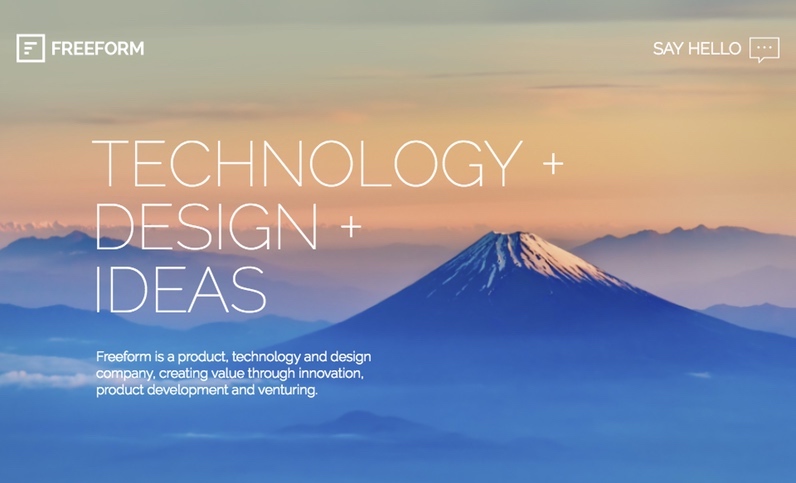 FREEFORM
SAY HELLO
TECHNOLOGY +
DESIGN +
IDEAS
Freeform is a product, technology and design
company, creating value through innovation,
product development and venturing.